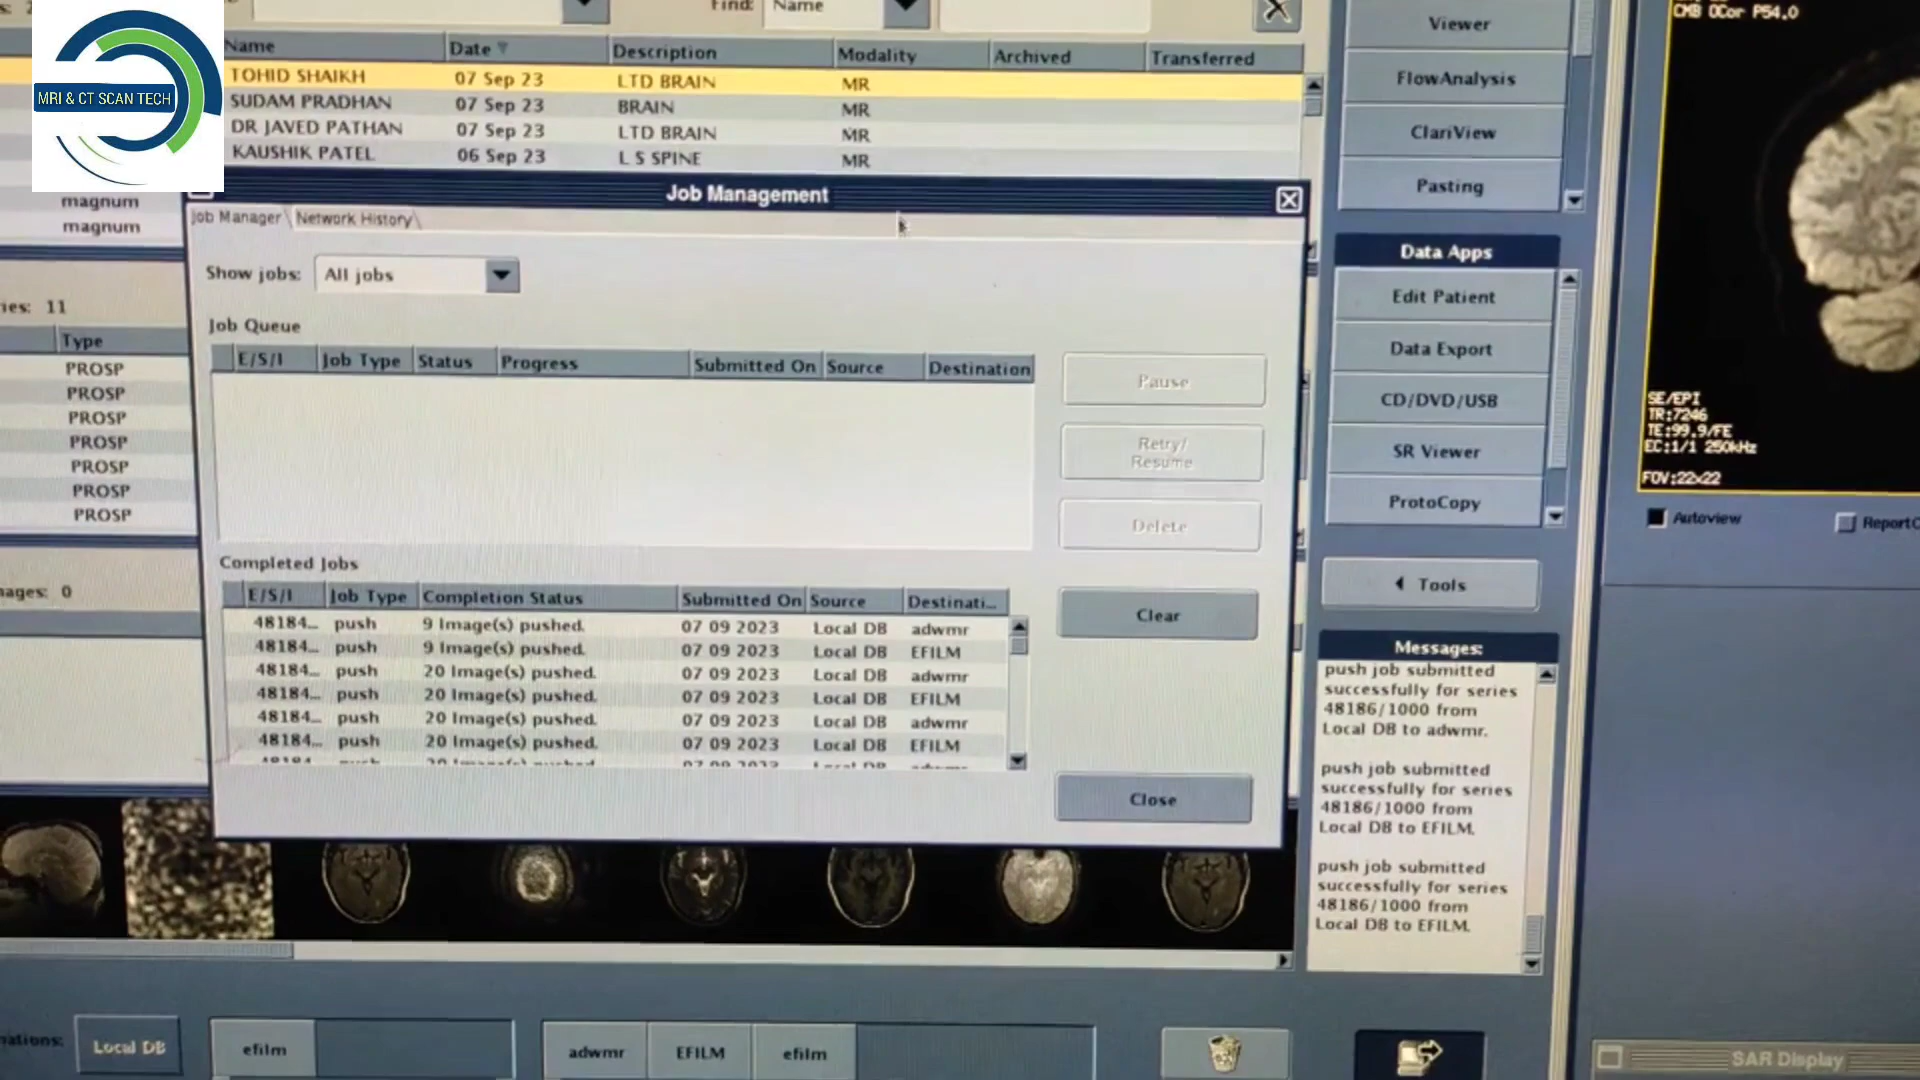 MRI & CT SCAN TECH
Find: Name
Name Date Description Modality Archived Transferred
TOHID SHAIKH 07 Sep 23 LTD BRAIN MR
SUDAM PRADHAN 07 Sep 23 BRAIN MR
DR JAVED PATHAN 07 Sep 23 LTD BRAIN MR
KAUSHIK PATEL 06 Sep 23 L S SPINE MR
magnum
magnum
11
Type
PROSP
PROSP
PROSP
PROSP
PROSP
PROSP
PROSP
0
Job Management
Job Manager Network History
Show jobs: All jobs
Job Queue
E/S/I Job Type Status Progress Submitted On Source Destination
Pause
Retry/
Resume
Delete
Completed Jobs
E/S/I Job Type Completion Status Submitted On Source Destinati...
48184... push 9 Image(s) pushed. 07 09 2023 Local DB adwmr
48184... push 9 Image(s) pushed. 07 09 2023 Local DB EFILM
48184... push 20 Image(s) pushed. 07 09 2023 Local DB adwmr
48184... push 20 Image(s) pushed. 07 09 2023 Local DB EFILM
48184... push 20 Image(s) pushed. 07 09 2023 Local DB adwmr
48184... push 20 Image(s) pushed. 07 09 2023 Local DB EFILM
Clear
Close
Viewer
FlowAnalysis
ClariView
Pasting
Data Apps
Edit Patient
Data Export
CD/DVD/USB
SR Viewer
ProtoCopy
Tools
Messages:
push job submitted
successfully for series
48186/1000 from
Local DB to adwmr.
push job submitted
successfully for series
48186/1000 from
Local DB to EFILM.
push job submitted
successfully for series
48186/1000 from
Local DB to EFILM.
CMB OCor P54.0
SE/EPI
TR:7246
TE:99.9/FE
EC:1/1 250kHz
FOV:22x22
Autoview
Local DB efilm adwmr EFILM efilm
SAR Display